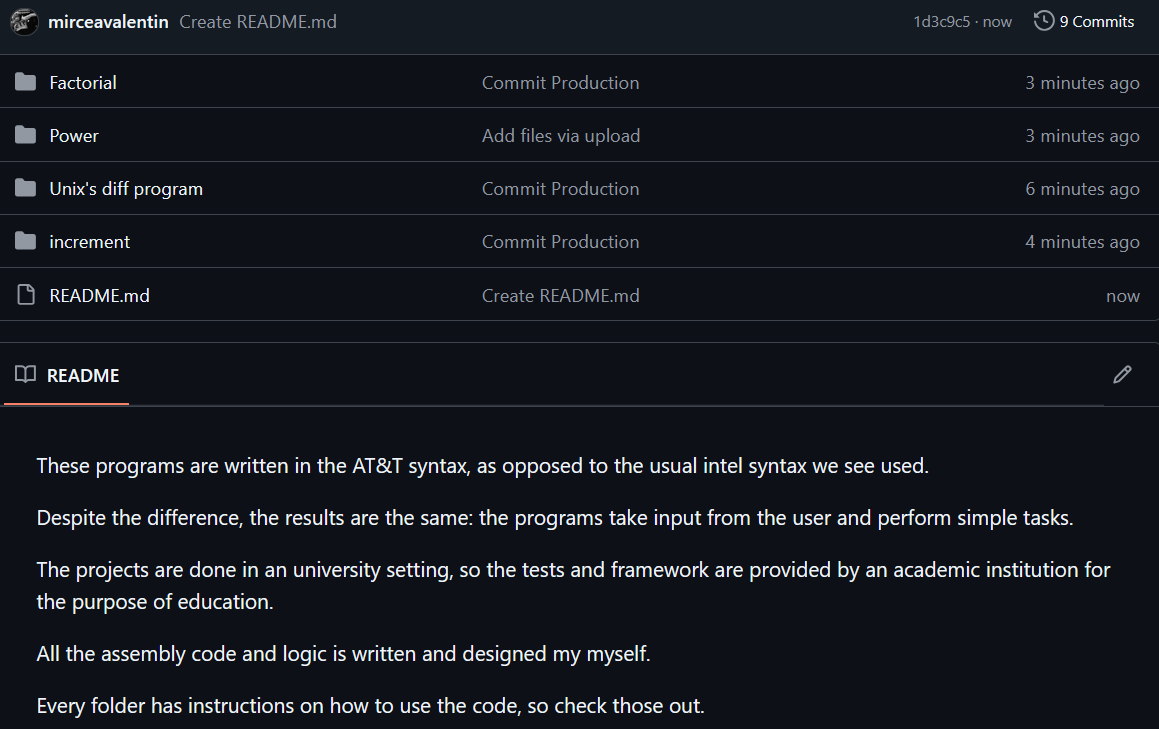 mirceavalentin Create README.md 1d3c9c5 · now 9 Commits
Factorial Commit Production 3 minutes ago
Power Add files via upload 3 minutes ago
Unix's diff program Commit Production 6 minutes ago
increment Commit Production 4 minutes ago
README.md Create README.md now
README
These programs are written in the AT&T syntax, as opposed to the usual intel syntax we see used.
Despite the difference, the results are the same: the programs take input from the user and perform simple tasks.
The projects are done in an university setting, so the tests and framework are provided by an academic institution for
the purpose of education.
All the assembly code and logic is written and designed my myself.
Every folder has instructions on how to use the code, so check those out.